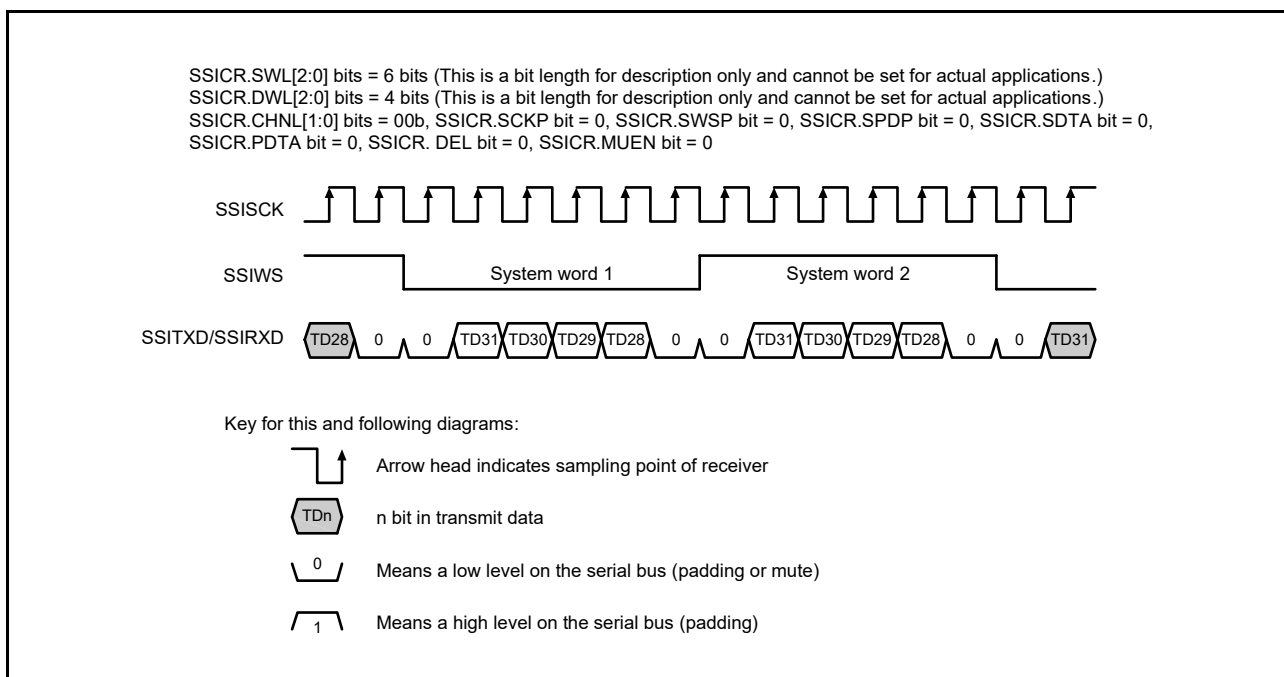 SSICR.SWL[2:0] bits = 6 bits (This is a bit length for description only and cannot be set for actual applications.)
SSICR.DWL[2:0] bits = 4 bits (This is a bit length for description only and cannot be set for actual applications.)
SSICR.CHNL[1:0] bits = 00b, SSICR.SCKP bit = 0, SSICR.SWSP bit = 0, SSICR.SPDP bit = 0, SSICR.SDTA bit = 0,
SSICR.PDTA bit = 0, SSICR. DEL bit = 0, SSICR.MUEN bit = 0
SSISCK
SSIWS System word 1 System word 2
SSITXD/SSIRXD TD28 0 0 TD31 TD30 TD29 TD28 0 0 TD31 TD30 TD29 TD28 0 0 TD31
Key for this and following diagrams:
Arrow head indicates sampling point of receiver
TDn n bit in transmit data
0 Means a low level on the serial bus (padding or mute)
1 Means a high level on the serial bus (padding)